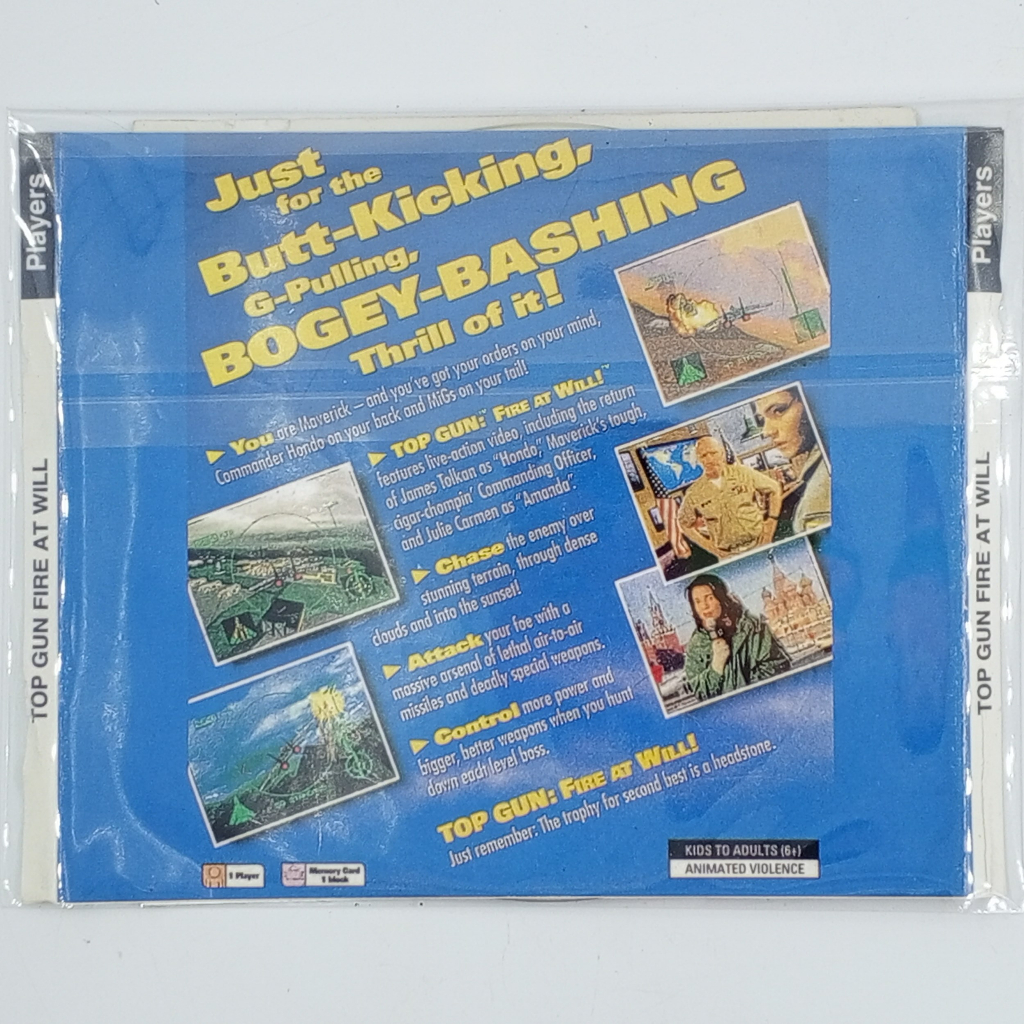 Players
TOP GUN FIRE AT WILL
Just
for the
Butt-Kicking,
G-Pulling,
BOGEY-BASHING
Thrill of it!
► You are Maverick – and you've got your orders on your mind,
Commander Hondo on your back and MiGs on your tail!
► TOP GUN:™ FIRE AT WILL!™
features live-action video, including the return
of James Tolkan as "Hondo," Maverick's tough,
cigar-chompin' Commanding Officer,
and Julie Carmen as "Amanda".
► Chase the enemy over
stunning terrain, through dense
clouds and into the sunset!
► Attack your foe with a
massive arsenal of lethal air-to-air
missiles and deadly special weapons.
► Control more power and
bigger, better weapons when you hunt
down each level boss.
TOP GUN: FIRE AT WILL!
Just remember: The trophy for second best is a headstone.
1 Player
Memory Card
1 block
KIDS TO ADULTS (6+)
ANIMATED VIOLENCE
Players
TOP GUN FIRE AT WILL